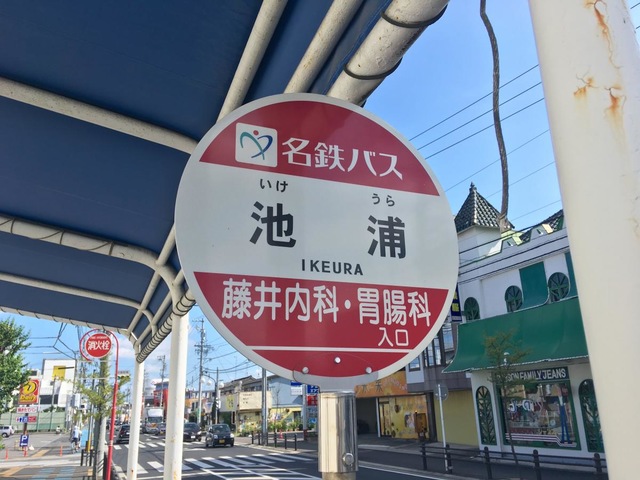 名鉄バス
いけ うら
池浦
IKEURA
藤井内科・胃腸科
入口
消火栓
FAMILY JEANS